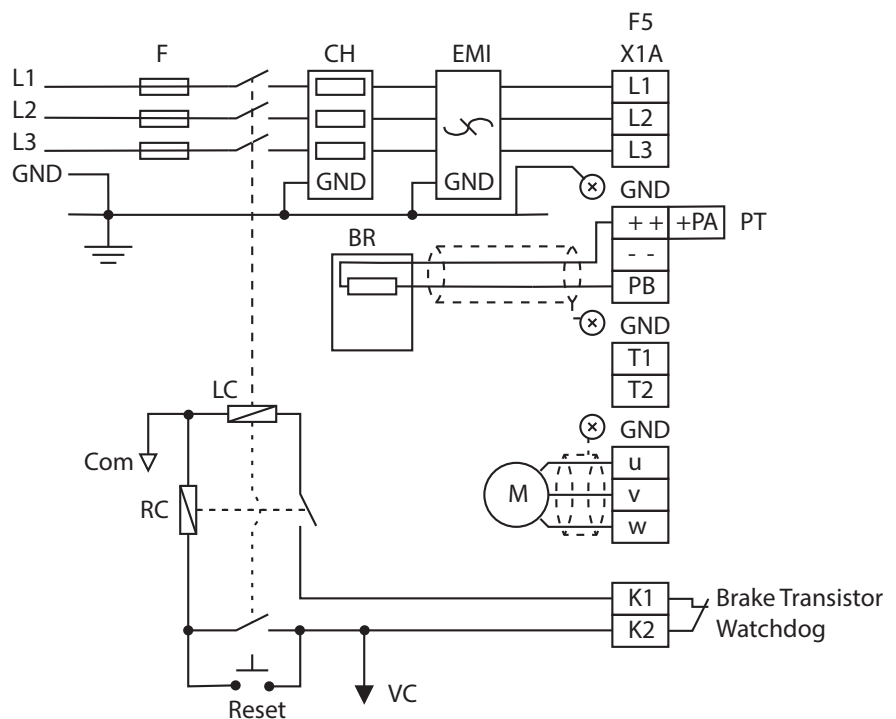 F5
F CH EMI X1A
L1 L1
L2 L2
L3 L3
GND GND GND
GND
+ + +PA PT
BR
- -
PB
GND
T1
T2
LC
GND
Com
u
M v
RC w
K1 Brake Transistor
K2 Watchdog
VC
Reset